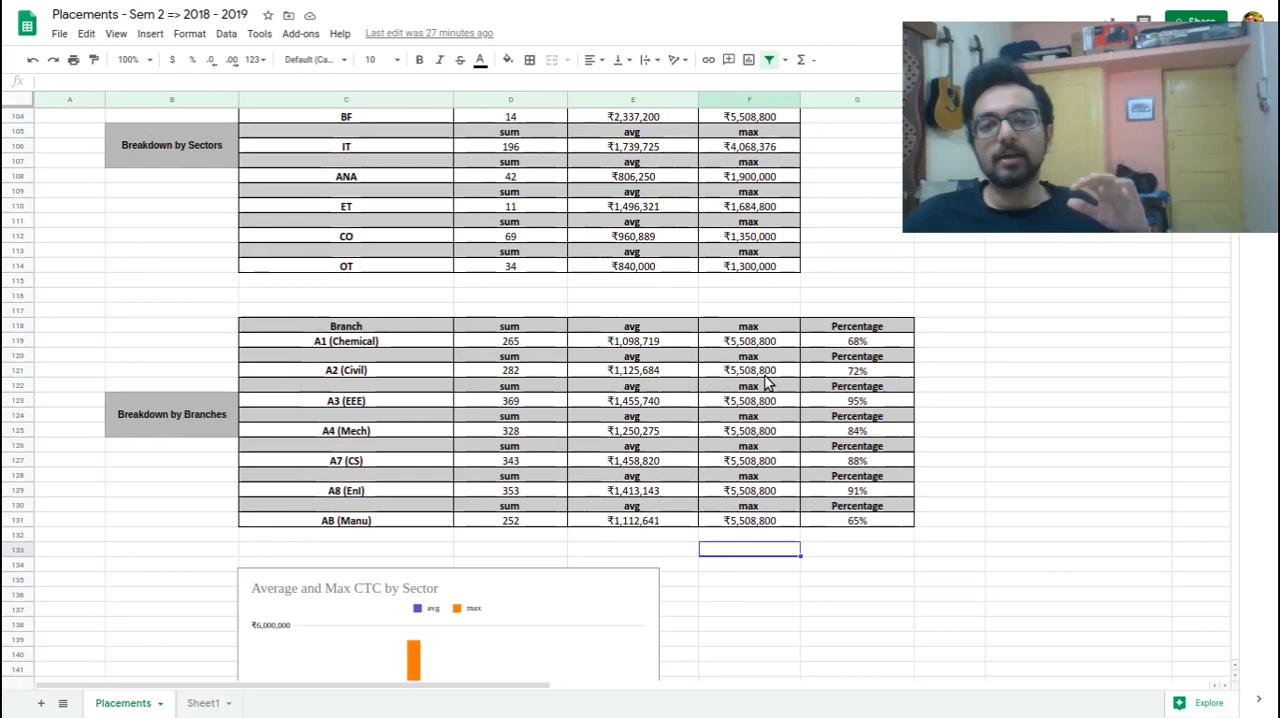 Placements - Sem 2 => 2018 - 2019
File Edit View Insert Format Data Tools Add-ons Help Last edit was 27 minutes ago
Share
100% $ % .0 .00 123 Default (Ca... 10
fx
A B C D E F G
104 BF 14 ₹2,337,200 ₹5,508,800
105 sum avg max
Breakdown by Sectors
106 IT 196 ₹1,739,725 ₹4,068,376
107 sum avg max
108 ANA 42 ₹806,250 ₹1,900,000
109 sum avg max
110 ET 11 ₹1,496,321 ₹1,684,800
111 sum avg max
112 CO 69 ₹960,889 ₹1,350,000
113 sum avg max
114 OT 34 ₹840,000 ₹1,300,000
115
116
117
118 Branch sum avg max Percentage
119 A1 (Chemical) 265 ₹1,098,719 ₹5,508,800 68%
120 sum avg max Percentage
121 A2 (Civil) 282 ₹1,125,684 ₹5,508,800 72%
122 sum avg max Percentage
123 A3 (EEE) 369 ₹1,455,740 ₹5,508,800 95%
Breakdown by Branches
124 sum avg max Percentage
125 A4 (Mech) 328 ₹1,250,275 ₹5,508,800 84%
126 sum avg max Percentage
127 A7 (CS) 343 ₹1,458,820 ₹5,508,800 88%
128 sum avg max Percentage
129 A8 (EnI) 353 ₹1,413,143 ₹5,508,800 91%
130 sum avg max Percentage
131 AB (Manu) 252 ₹1,112,641 ₹5,508,800 65%
132
133
134
135 Average and Max CTC by Sector
136
137 avg max
138 ₹6,000,000
139
140
141
Placements Sheet1 Explore